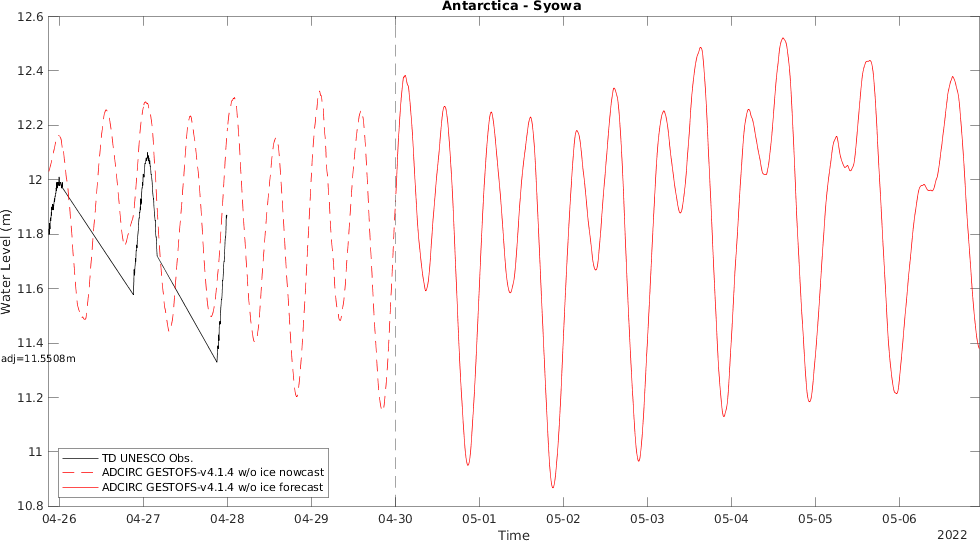 Antarctica - Syowa
12.6
12.4
12.2
12
11.8
11.6
11.4
11.2
11
10.8
Water Level (m)
adj=11.5508m
TD UNESCO Obs.
ADCIRC GESTOFS-v4.1.4 w/o ice nowcast
ADCIRC GESTOFS-v4.1.4 w/o ice forecast
04-26 04-27 04-28 04-29 04-30 05-01 05-02 05-03 05-04 05-05 05-06
Time
2022